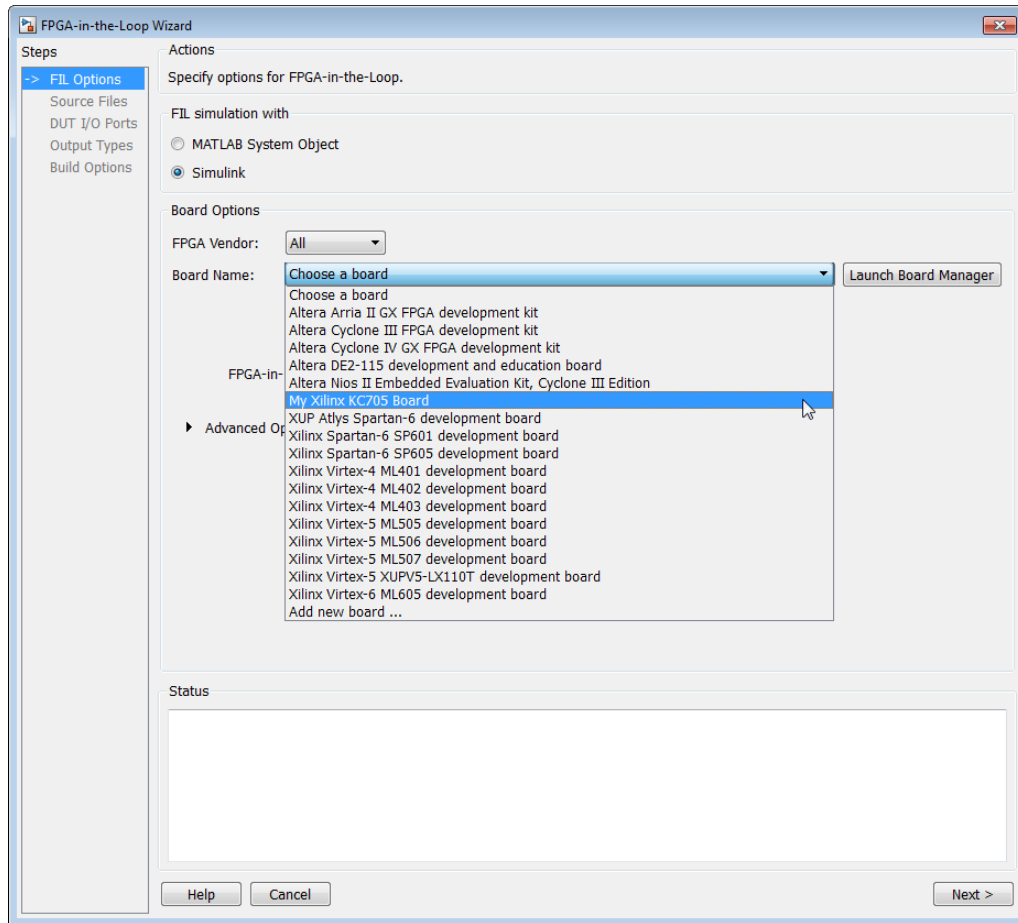 FPGA-in-the-Loop Wizard
Steps
-> FIL Options
Source Files
DUT I/O Ports
Output Types
Build Options
Actions
Specify options for FPGA-in-the-Loop.
FIL simulation with
MATLAB System Object
Simulink
Board Options
FPGA Vendor: All
Board Name: Choose a board Launch Board Manager
Choose a board
Altera Arria II GX FPGA development kit
Altera Cyclone III FPGA development kit
Altera Cyclone IV GX FPGA development kit
Altera DE2-115 development and education board
FPGA-in-
Altera Nios II Embedded Evaluation Kit, Cyclone III Edition
My Xilinx KC705 Board
XUP Atlys Spartan-6 development board
Advanced Op
Xilinx Spartan-6 SP601 development board
Xilinx Spartan-6 SP605 development board
Xilinx Virtex-4 ML401 development board
Xilinx Virtex-4 ML402 development board
Xilinx Virtex-4 ML403 development board
Xilinx Virtex-5 ML505 development board
Xilinx Virtex-5 ML506 development board
Xilinx Virtex-5 ML507 development board
Xilinx Virtex-5 XUPV5-LX110T development board
Xilinx Virtex-6 ML605 development board
Add new board ...
Status
Help Cancel Next >